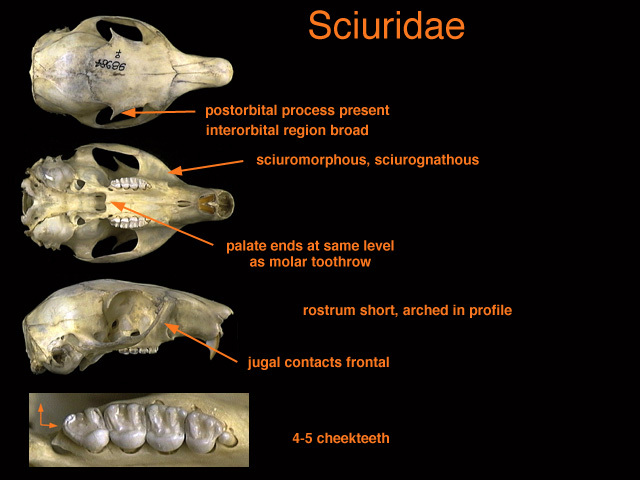 Sciuridae
postorbital process present
interorbital region broad
sciuromorphous, sciurognathous
palate ends at same level
as molar toothrow
rostrum short, arched in profile
jugal contacts frontal
4-5 cheekteeth